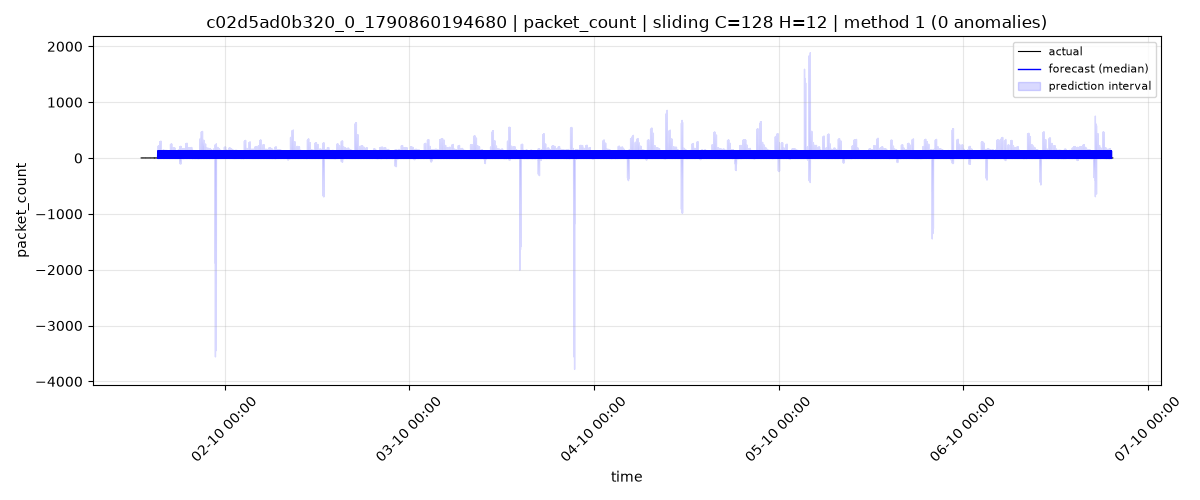 c02d5ad0b320_0_1790860194680 | packet_count | sliding C=128 H=12 | method 1 (0 anomalies)
actual
forecast (median)
prediction interval
2000
1000
0
−1000
−2000
−3000
−4000
packet_count
02-10 00:00
03-10 00:00
04-10 00:00
05-10 00:00
06-10 00:00
07-10 00:00
time